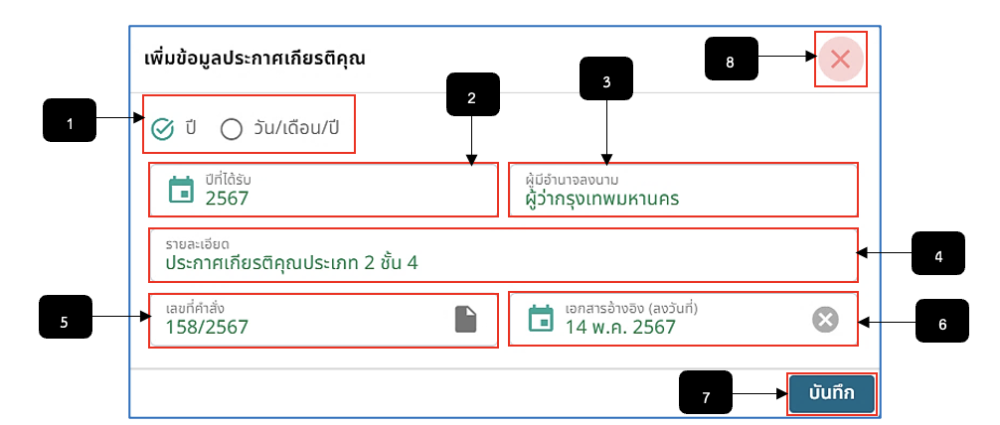 เพิ่มข้อมูลประกาศเกียรติคุณ
8
3
2
1
ปี
วัน/เดือน/ปี
ปีที่ได้รับ
2567
ผู้มีอำนาจลงนาม
ผู้ว่ากรุงเทพมหานคร
รายละเอียด
ประกาศเกียรติคุณประเภท 2 ชั้น 4
4
5
เลขที่คำสั่ง
158/2567
เอกสารอ้างอิง (ลงวันที่)
14 พ.ค. 2567
6
7
บันทึก